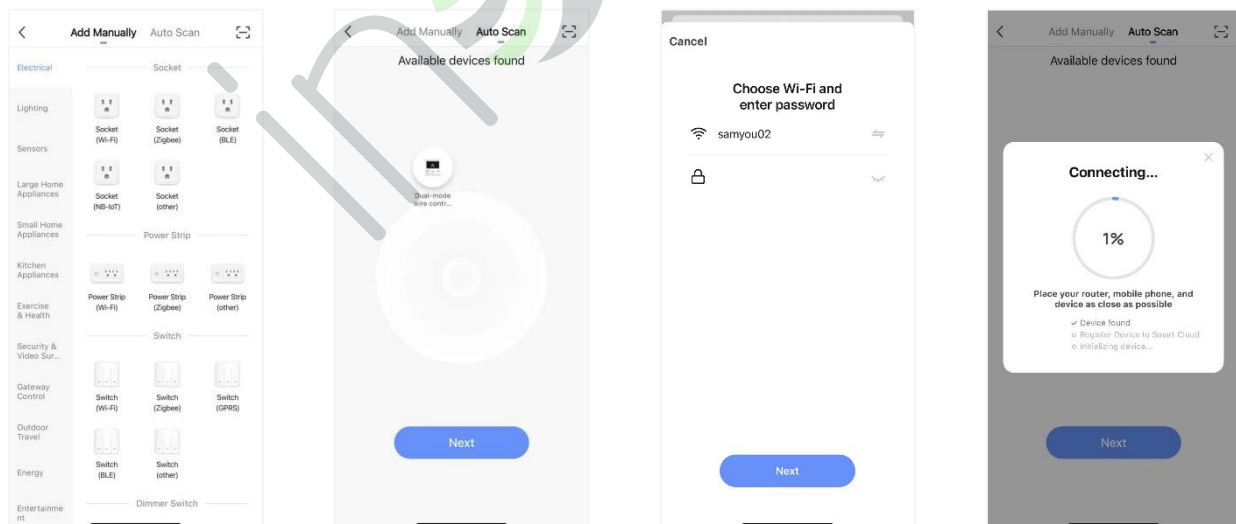 Add Manually Auto Scan
Electrical
Lighting
Sensors
Large Home
Appliances
Small Home
Appliances
Kitchen
Appliances
Exercise
& Health
Security &
Video Sur...
Gateway
Control
Outdoor
Travel
Energy
Entertainme
nt
Socket
Socket
(Wi-Fi)
Socket
(Zigbee)
Socket
(BLE)
Socket
(NB-IoT)
Socket
(other)
Power Strip
Power Strip
(Wi-Fi)
Power Strip
(Zigbee)
Power Strip
(other)
Switch
Switch
(Wi-Fi)
Switch
(Zigbee)
Switch
(GPRS)
Switch
(BLE)
Switch
(other)
Dimmer Switch
Add Manually Auto Scan
Available devices found
Dual-mode
wire contr...
Next
Cancel
Choose Wi-Fi and
enter password
samyou02
Next
Add Manually Auto Scan
Available devices found
Connecting...
1%
Place your router, mobile phone, and
device as close as possible
Device found
Register Device to Smart Cloud
Initializing device...
Next